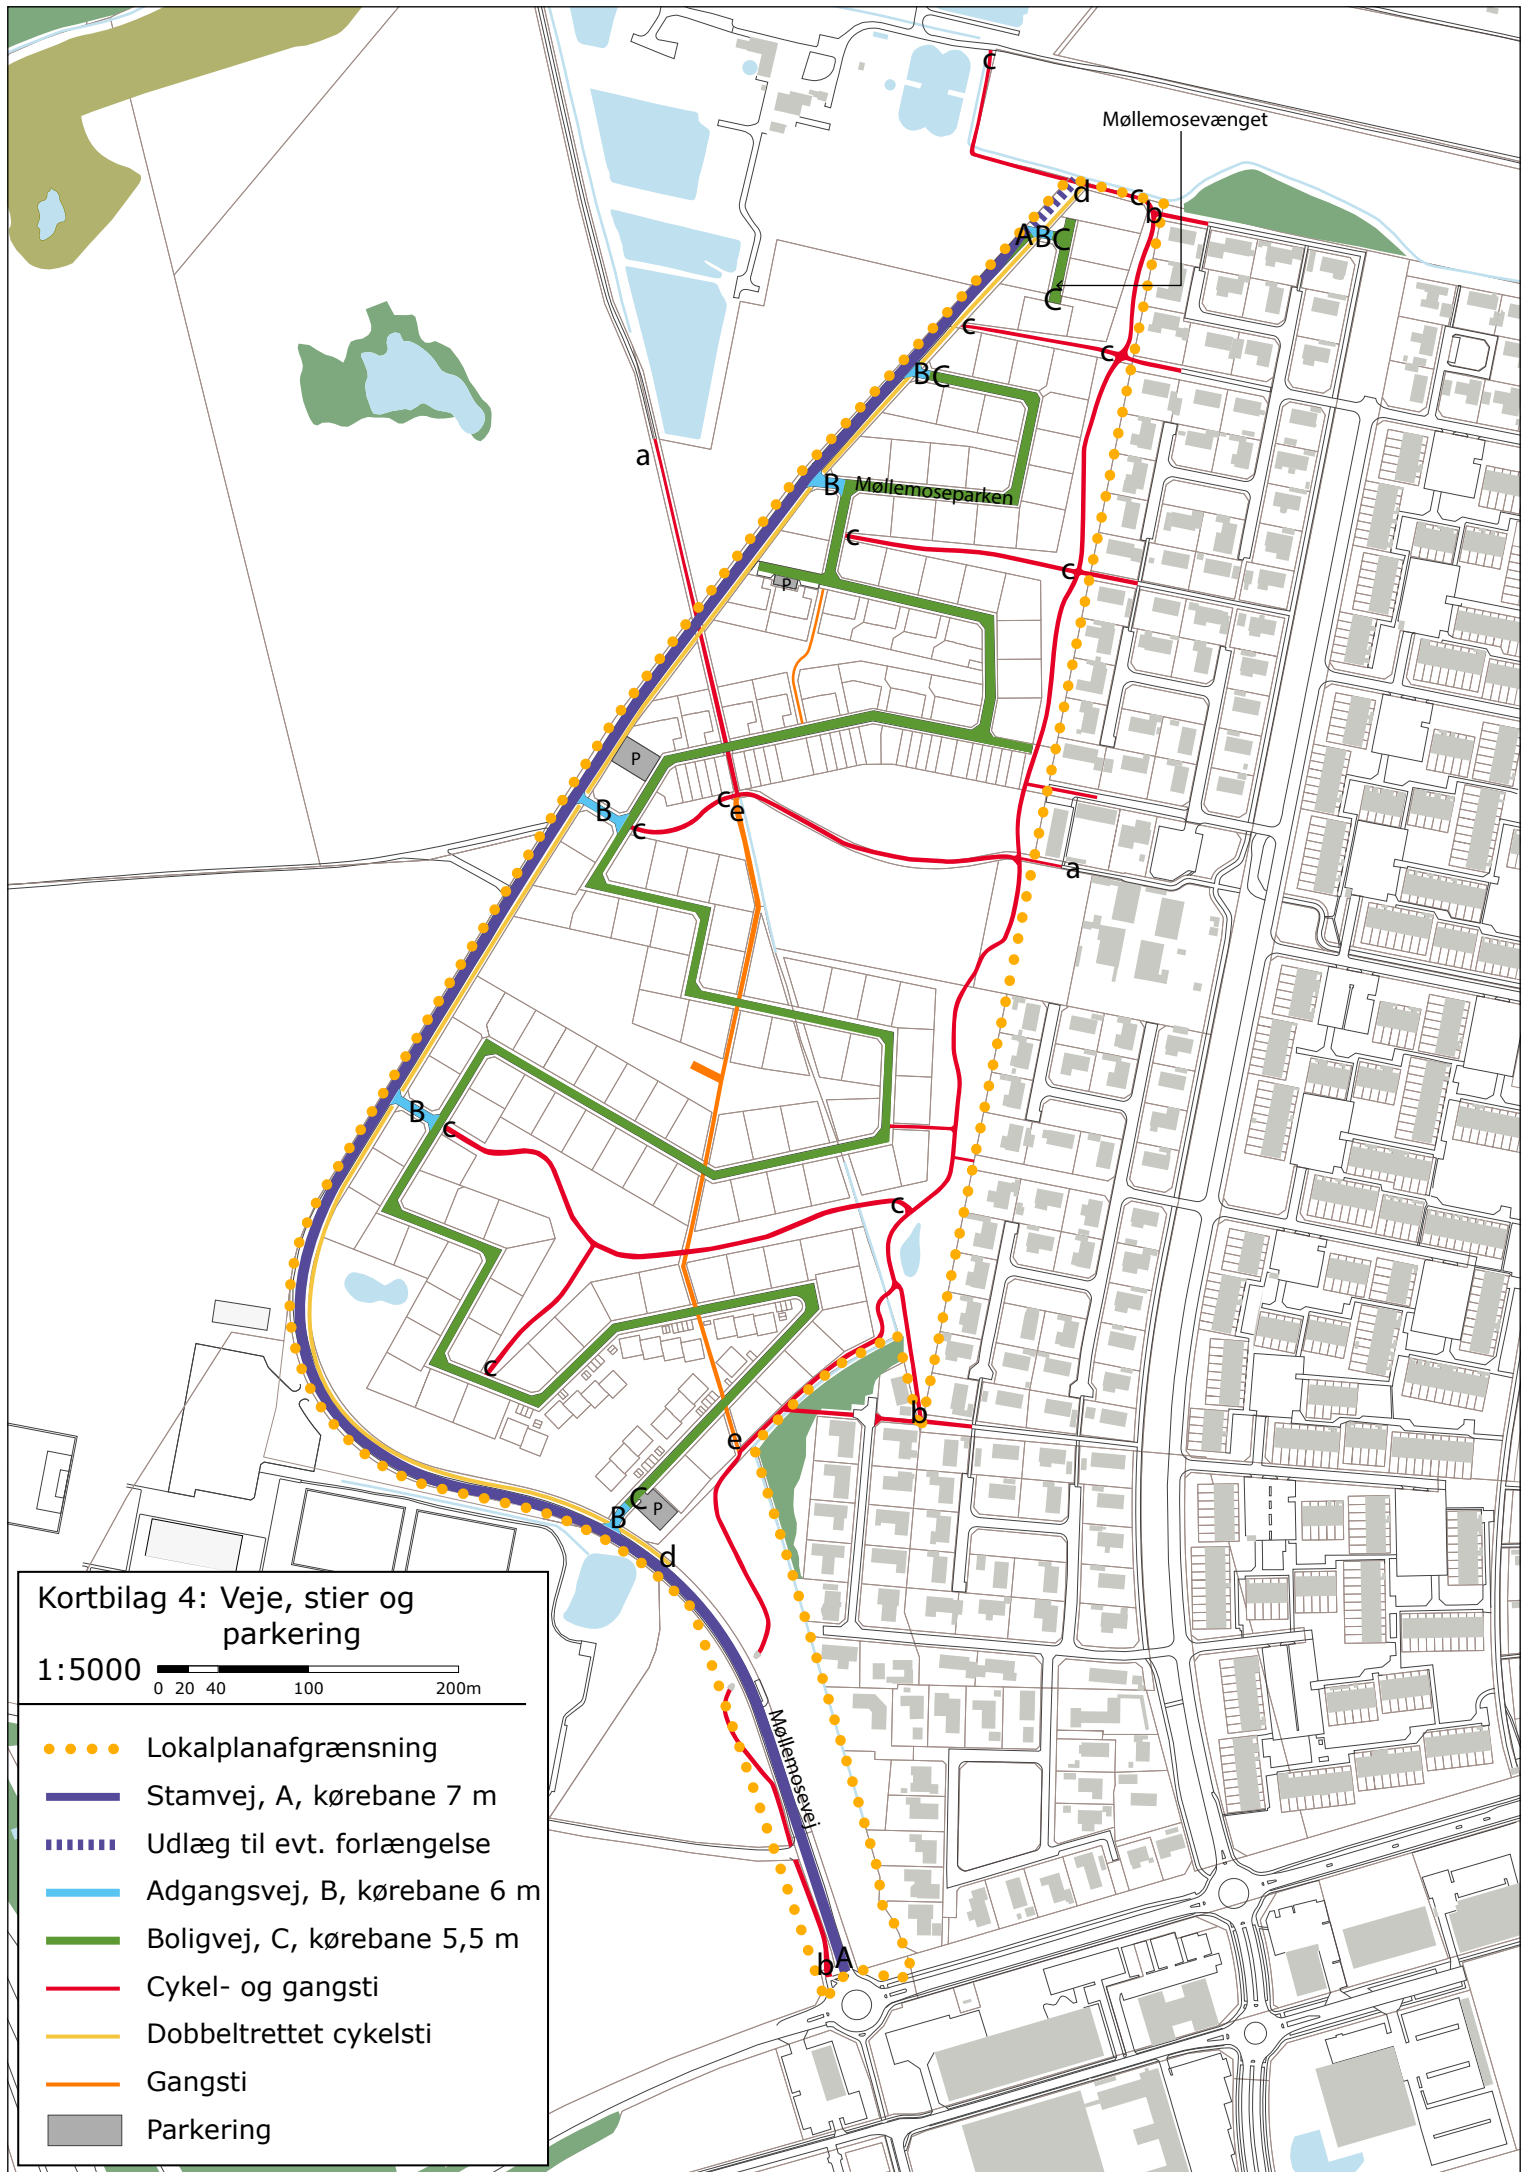 c
Møllemosevænget
d
c
b
A
B
C
C
c
c
B
C
a
B
Møllemoseparken
c
c
P
P
B
c
c
e
a
B
c
c
c
b
e
C
P
B
d
Møllemosevej
b
A
Kortbilag 4: Veje, stier og
parkering
1:5000
0 20 40 100 200m
Lokalplanafgrænsning
Stamvej, A, kørebane 7 m
Udlæg til evt. forlængelse
Adgangsvej, B, kørebane 6 m
Boligvej, C, kørebane 5,5 m
Cykel- og gangsti
Dobbeltrettet cykelsti
Gangsti
Parkering